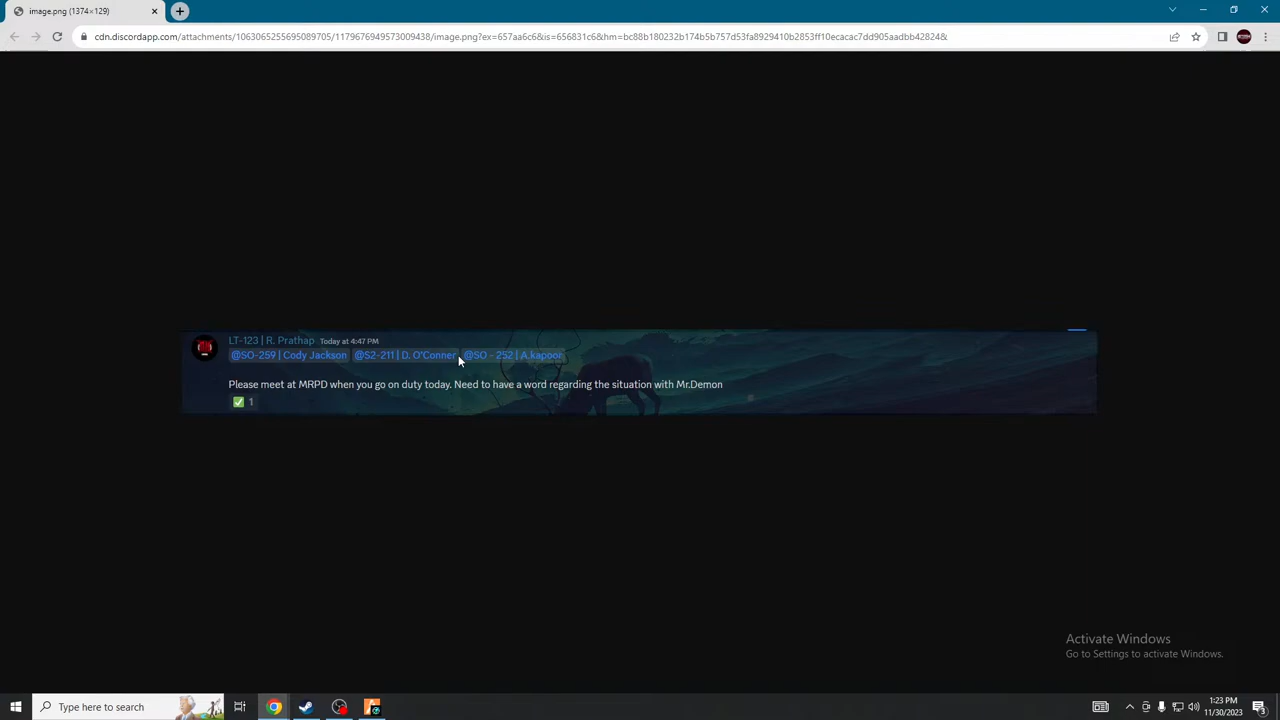 image.png (1374×129)
cdn.discordapp.com/attachments/1063065255695089705/1179676949573009438/image.png?ex=657aa6c6&is=656831c6&hm=bc88b180232b174b5b757d53fa8929410b2853ff10ecacac7dd905aadbb42824&
LT-123 | R. Prathap Today at 4:47 PM
@SO-259 | Cody Jackson @S2-211 | D. O'Conner @SO - 252 | A.kapoor
Please meet at MRPD when you go on duty today. Need to have a word regarding the situation with Mr.Demon
1
Activate Windows
Go to Settings to activate Windows.
Type here to search
1:23 PM
11/30/2023